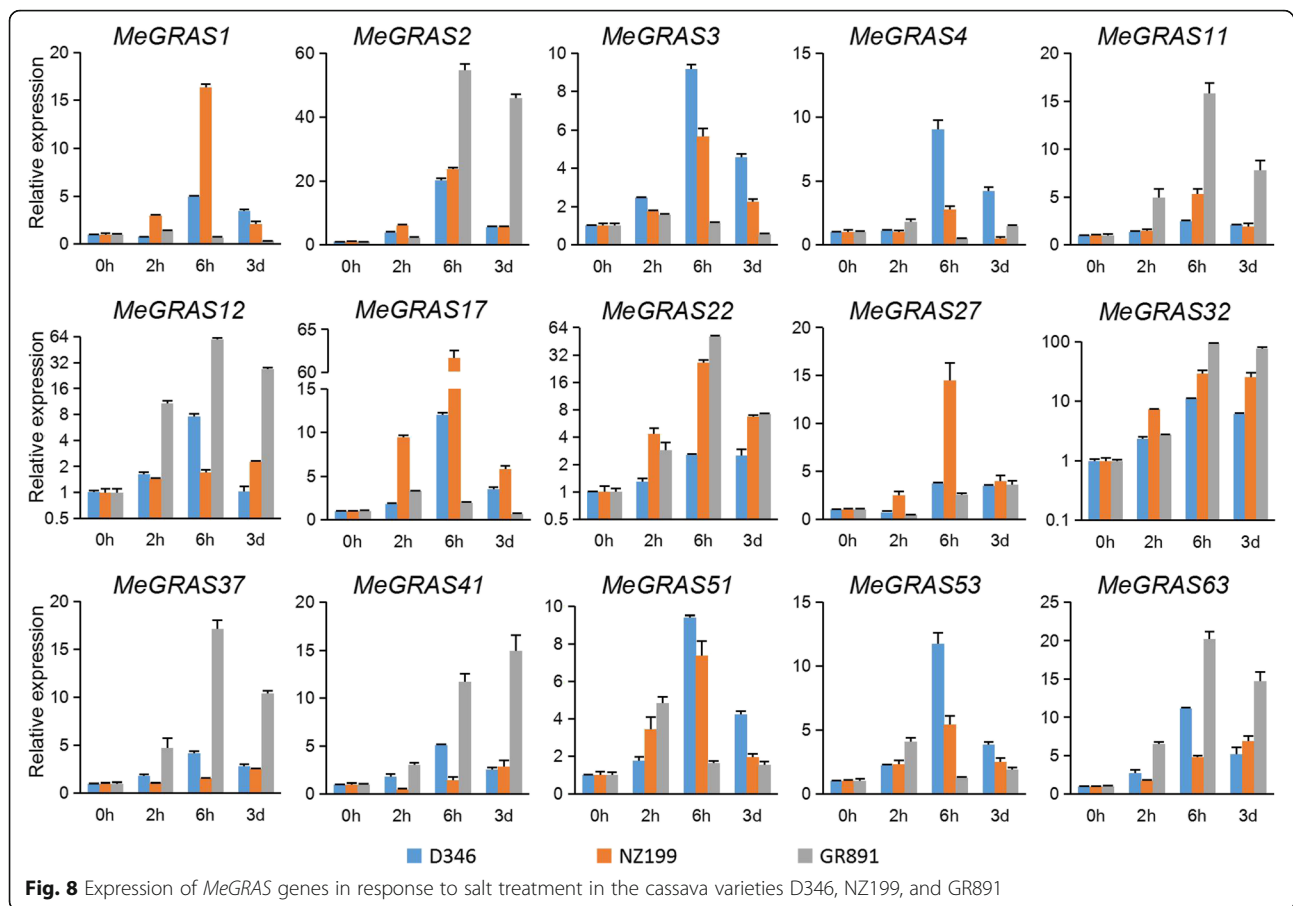 MeGRAS1
MeGRAS2
MeGRAS3
MeGRAS4
MeGRAS11
Relative expression
20
15
10
5
0
0h 2h 6h 3d
60
40
20
0
0h 2h 6h 3d
10
8
6
4
2
0
0h 2h 6h 3d
15
10
5
0
0h 2h 6h 3d
20
15
10
5
0
0h 2h 6h 3d
MeGRAS12
MeGRAS17
MeGRAS22
MeGRAS27
MeGRAS32
Relative expression
64
32
16
8
4
2
1
0.5
0h 2h 6h 3d
65
60
15
10
5
0
0h 2h 6h 3d
64
32
16
8
4
2
1
0.5
0h 2h 6h 3d
20
15
10
5
0
0h 2h 6h 3d
100
10
1
0.1
0h 2h 6h 3d
MeGRAS37
MeGRAS41
MeGRAS51
MeGRAS53
MeGRAS63
Relative expression
20
15
10
5
0
0h 2h 6h 3d
20
15
10
5
0
0h 2h 6h 3d
10
8
6
4
2
0
0h 2h 6h 3d
15
10
5
0
0h 2h 6h 3d
25
20
15
10
5
0
0h 2h 6h 3d
D346 NZ199 GR891
Fig. 8 Expression of MeGRAS genes in response to salt treatment in the cassava varieties D346, NZ199, and GR891